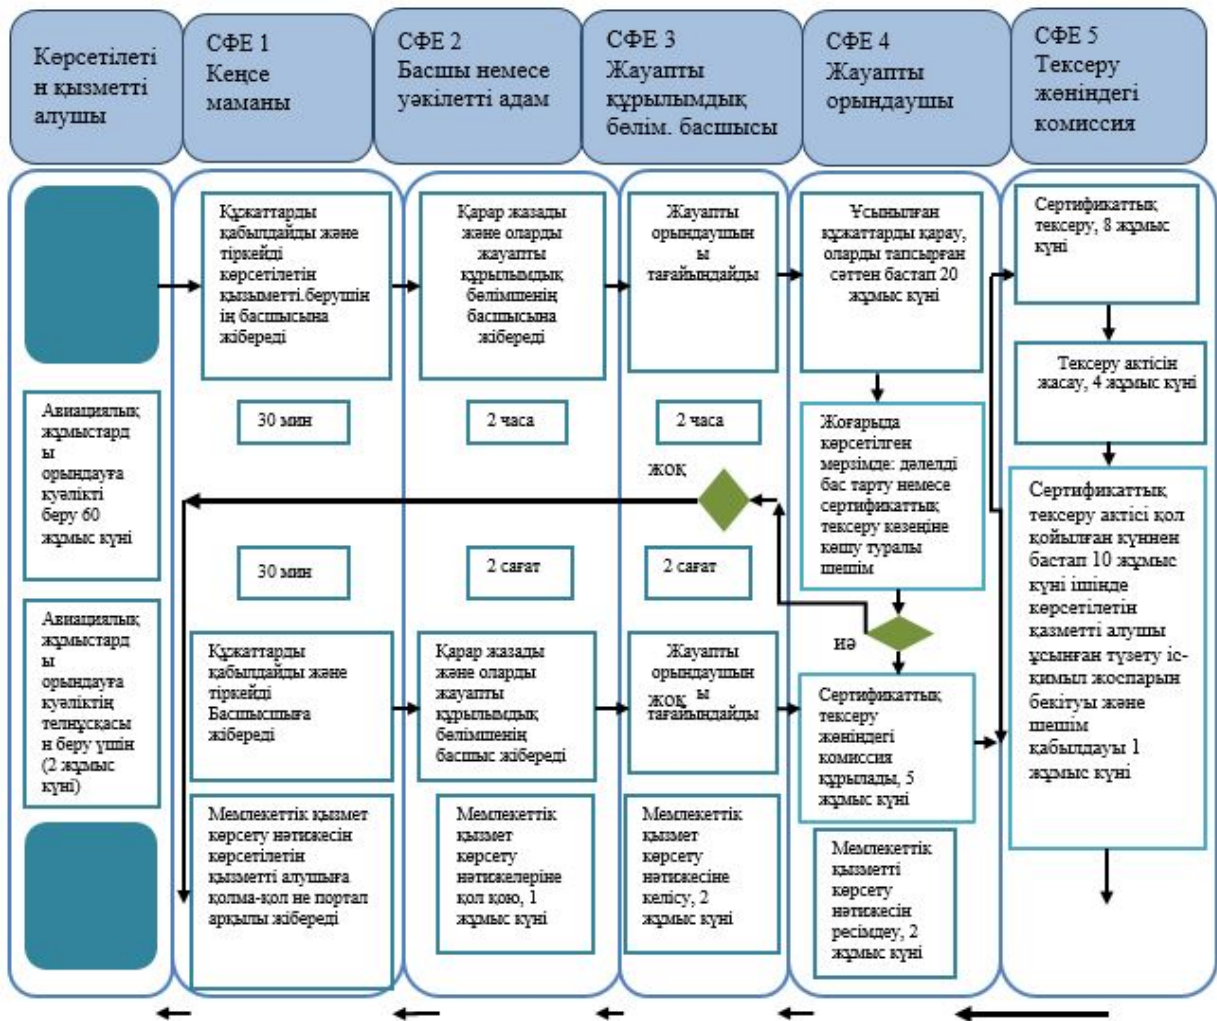 Көрсетілеті
н қызметті
алушы
СФЕ 1
Кеңсе
маманы
СФЕ 2
Басшы немесе
уәкілетті адам
СФЕ 3
Жауапты
құрылымдық
бөлім. басшысы
СФЕ 4
Жауапты
орындаушы
СФЕ 5
Тексеру
жөніндегі
комиссия
Құжаттарды
қабылдайды және
тіркейді
көрсетілетін
қызыметті.берушін
ің басшысына
жібереді
Қарар жазады
және оларды
жауапты
құрылымдық
бөлімшенің
басшысына
жібереді
Жауапты
орындаушын
ы
тағайындайды
Ұсынылған
құжаттарды қарау,
оларды тапсырған
сәттен бастап 20
жұмыс күні
Сертификаттық
тексеру, 8 жұмыс
күні
Тексеру актісін
жасау, 4 жұмыс күні
Авиациялық
жұмыстард
ы
орындауға
куәлікті
беру 60
жұмыс күні
30 мин
2 часа
2 часа
Жоғарыда
көрсетілген
мерзімде: дәлелді
бас тарту немесе
сертификаттық
тексеру кезеңіне
көшу туралы
шешім
жоқ
Сертификаттық
тексеру актісі қол
қойылған күннен
бастап 10 жұмыс
күні ішінде
көрсетілетін
қазметті алушы
ұсынған түзету іс-
қимыл жоспарын
бекітуы және
шешім
қабылдауы 1
жұмыс күні
30 мин
2 сағат
2 сағат
иә
Авиациялық
жұмыстард
ы
орындауға
куәліктің
телнұсқасы
н беру үшін
(2 жұмыс
күні)
Құжаттарды
қабылдайды және
тіркейді
Басшысшыға
жібереді
Қарар жазады
және оларды
жауапты
құрылымдық
бөлімшенің
басшыс жібереді
Жауапты
орындаушын
ы
жоқ
тағайындайды
Сертификаттық
тексеру
жөніндегі
комиссия
құрылады, 5
жұмыс күні
Мемлекеттік қызмет
көрсету нәтижесін
көрсетілетін
қызметті алушыға
қолма-қол не портал
арқылы жібереді
Мемлекеттік
қызмет
көрсету
нәтижелеріне
қол қою, 1
жұмыс күні
Мемлекеттік
қызмет
көрсету
нәтижесіне
келісу, 2
жұмыс күні
Мемлекеттік
қызметті
көрсету
нәтижесін
ресімдеу, 2
жұмыс күні